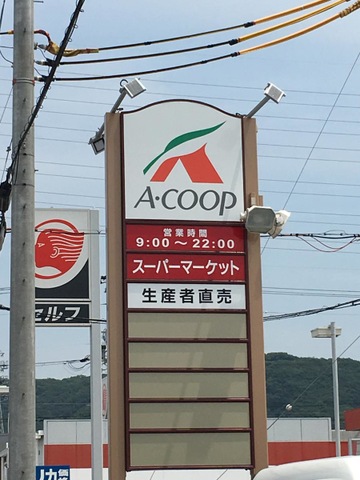 A·COOP
営業時間
9:00～22:00
スーパーマーケット
生産者直売
セルフ